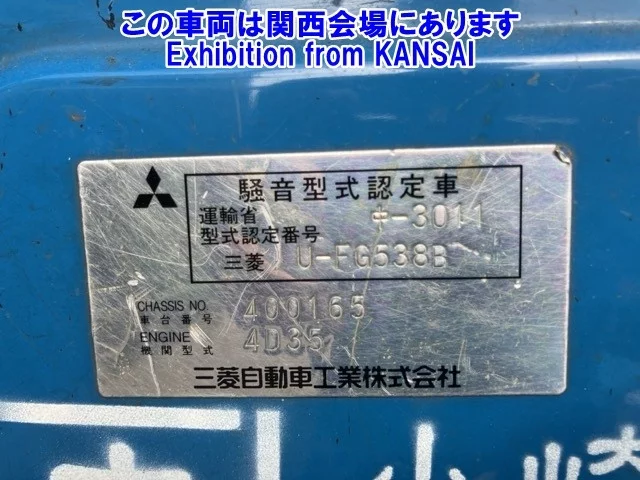 この車両は関西会場にあります
Exhibition from KANSAI
騒音型式認定車
運輸省
型式認定番号 中-3011
三菱 U-FG538B
CHASSIS NO.
車台番号 400165
ENGINE
機関型式 4D35
三菱自動車工業株式会社